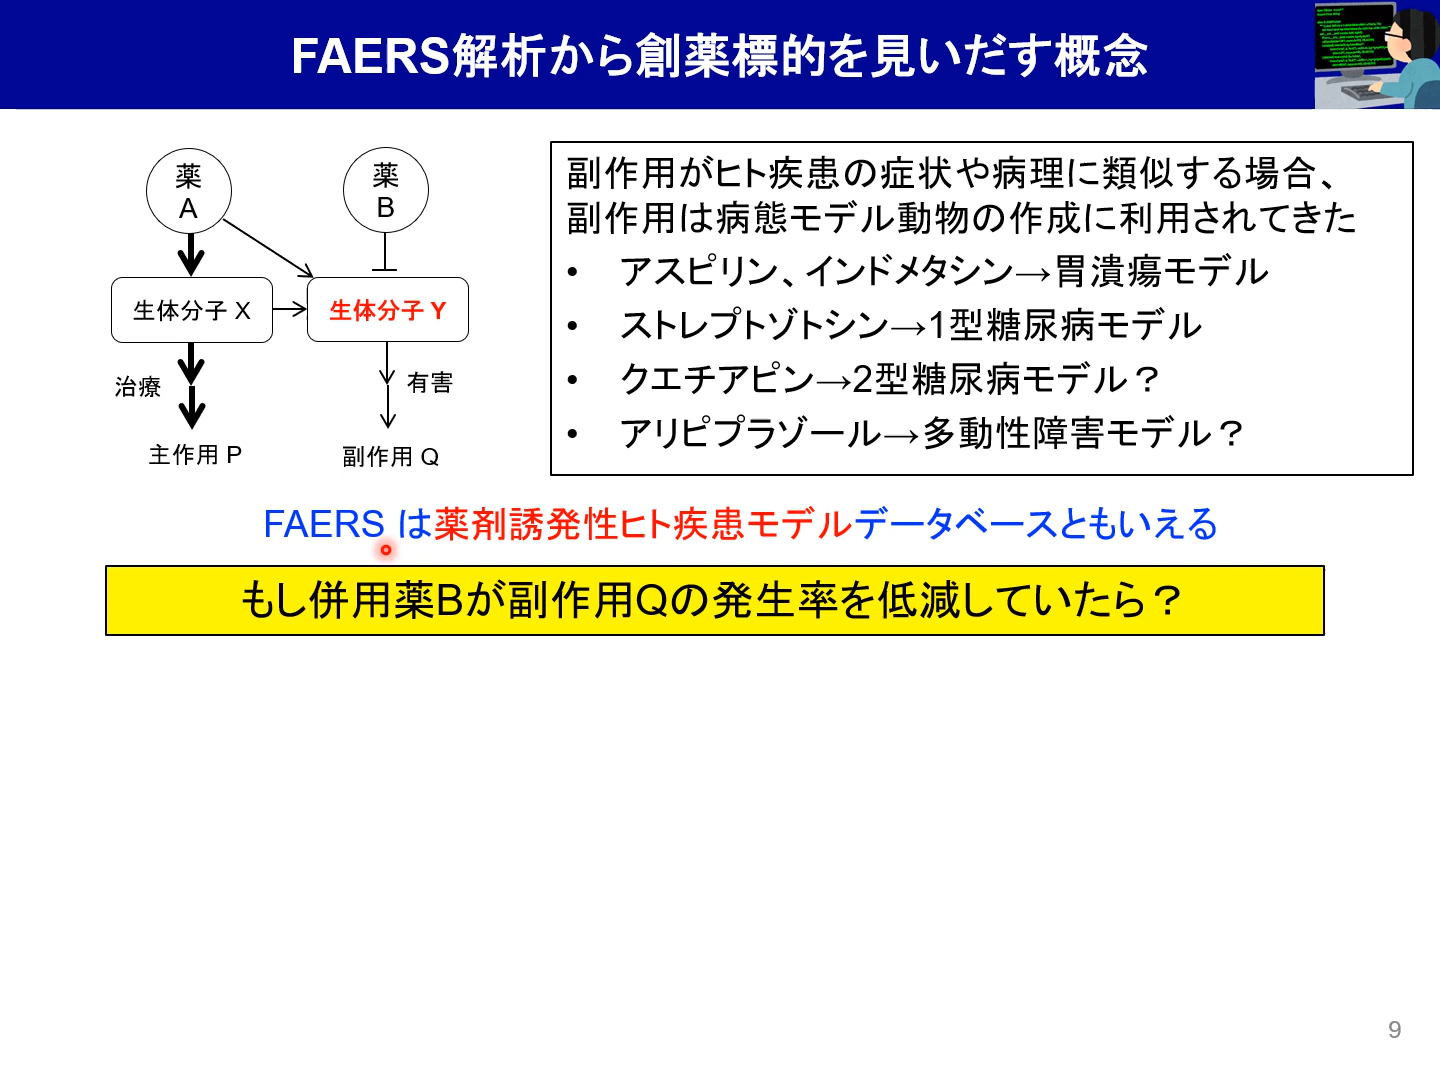 FAERS解析から創薬標的を見いだす概念
薬
A
薬
B
生体分子 X
生体分子 Y
治療
有害
主作用 P
副作用 Q
副作用がヒト疾患の症状や病理に類似する場合、
副作用は病態モデル動物の作成に利用されてきた
• アスピリン、インドメタシン→胃潰瘍モデル
• ストレプトゾトシン→1型糖尿病モデル
• クエチアピン→2型糖尿病モデル？
• アリピプラゾール→多動性障害モデル？
FAERS は薬剤誘発性ヒト疾患モデルデータベースともいえる
もし併用薬Bが副作用Qの発生率を低減していたら？
9